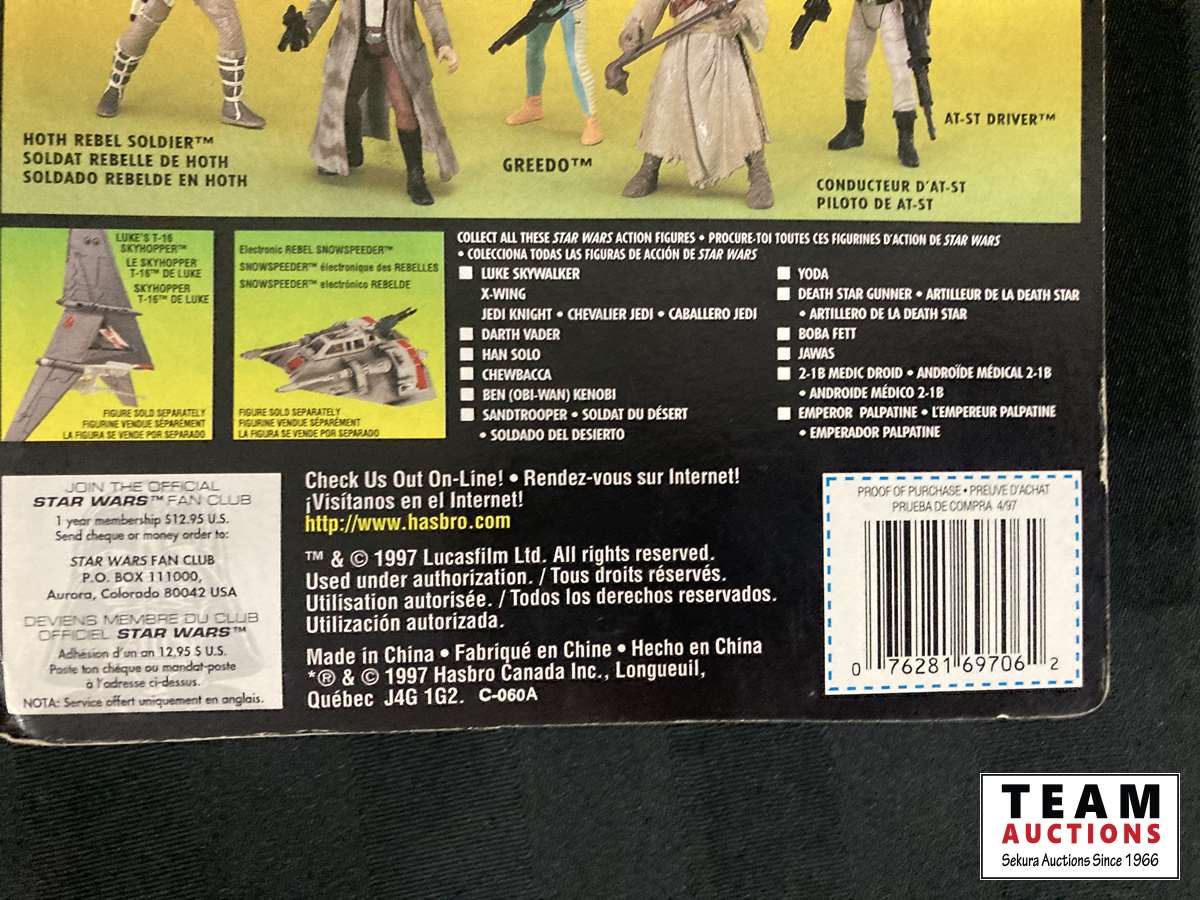 HOTH REBEL SOLDIER™
SOLDAT REBELLE DE HOTH
SOLDADO REBELDE EN HOTH
GREEDO™
AT-ST DRIVER™
CONDUCTEUR D'AT-ST
PILOTO DE AT-ST
LUKE'S T-16
SKYHOPPER™
LE SKYHOPPER
T-16™ DE LUKE
SKYHOPPER
T-16™ DE LUKE
FIGURE SOLD SEPARATELY
FIGURINE VENDUE SÉPARÉMENT
LA FIGURA SE VENDE POR SEPARADO
Electronic REBEL SNOWSPEEDER™
SNOWSPEEDER™ électronique des REBELLES
SNOWSPEEDER™ electrónico REBELDE
FIGURE SOLD SEPARATELY
FIGURINE VENDUE SÉPARÉMENT
LA FIGURA SE VENDE POR SEPARADO
COLLECT ALL THESE STAR WARS ACTION FIGURES • PROCURE-TOI TOUTES CES FIGURINES D'ACTION DE STAR WARS
• COLECCIONA TODAS LAS FIGURAS DE ACCIÓN DE STAR WARS
LUKE SKYWALKER
X-WING
JEDI KNIGHT • CHEVALIER JEDI • CABALLERO JEDI
DARTH VADER
HAN SOLO
CHEWBACCA
BEN (OBI-WAN) KENOBI
SANDTROOPER • SOLDAT DU DÉSERT
• SOLDADO DEL DESIERTO
YODA
DEATH STAR GUNNER • ARTILLEUR DE LA DEATH STAR
• ARTILLERO DE LA DEATH STAR
BOBA FETT
JAWAS
2-1B MEDIC DROID • ANDROÏDE MÉDICAL 2-1B
• ANDROIDE MÉDICO 2-1B
EMPEROR PALPATINE • L'EMPEREUR PALPATINE
• EMPERADOR PALPATINE
JOIN THE OFFICIAL
STAR WARS™ FAN CLUB
1 year membership $12.95 U.S.
Send cheque or money order to:
STAR WARS FAN CLUB
P.O. BOX 111000,
Aurora, Colorado 80042 USA
DEVIENS MEMBRE DU CLUB
OFFICIEL STAR WARS™
Adhésion d'un an 12,95 $ U.S.
Poste ton chèque ou mandat-poste
à l'adresse ci-dessus.
NOTA: Service offert uniquement en anglais.
Check Us Out On-Line! • Rendez-vous sur Internet!
¡Visítanos en el Internet!
http://www.hasbro.com
™ & © 1997 Lucasfilm Ltd. All rights reserved.
Used under authorization. / Tous droits réservés.
Utilisation autorisée. / Todos los derechos reservados.
Utilización autorizada.
Made in China • Fabriqué en Chine • Hecho en China
*® & © 1997 Hasbro Canada Inc., Longueuil,
Québec J4G 1G2. C-060A
PROOF OF PURCHASE • PREUVE D'ACHAT
PRUEBA DE COMPRA 4/97
0 76281 69706 2
TEAM
AUCTIONS
Sekura Auctions Since 1966